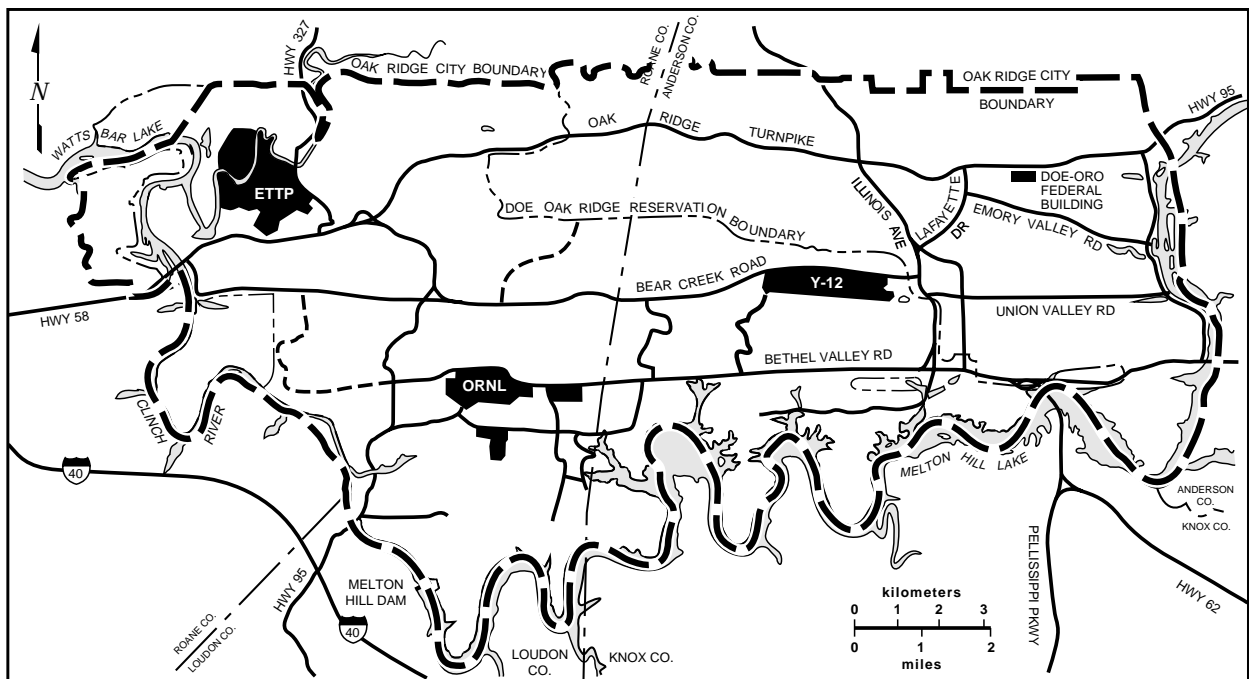 HWY 327
ROANE CO.
ANDERSON CO.
OAK RIDGE CITY BOUNDARY
OAK RIDGE CITY
BOUNDARY
HWY 95
N
WATTS BAR LAKE
OAK RIDGE TURNPIKE
ETTP
DOE-ORO
FEDERAL
BUILDING
ILLINOIS AVE
LAFAYETTE DR
EMORY VALLEY RD
DOE OAK RIDGE RESERVATION BOUNDARY
BEAR CREEK ROAD
Y-12
HWY 58
UNION VALLEY RD
BETHEL VALLEY RD
ORNL
CLINCH RIVER
MELTON HILL LAKE
40
ANDERSON
CO.
KNOX CO.
PELLISSIPPI PKWY
HWY 62
HWY 95
MELTON
HILL DAM
kilometers
0 1 2 3
0 1 2
miles
40
ROANE CO.
LOUDON CO.
LOUDON
CO.
KNOX CO.